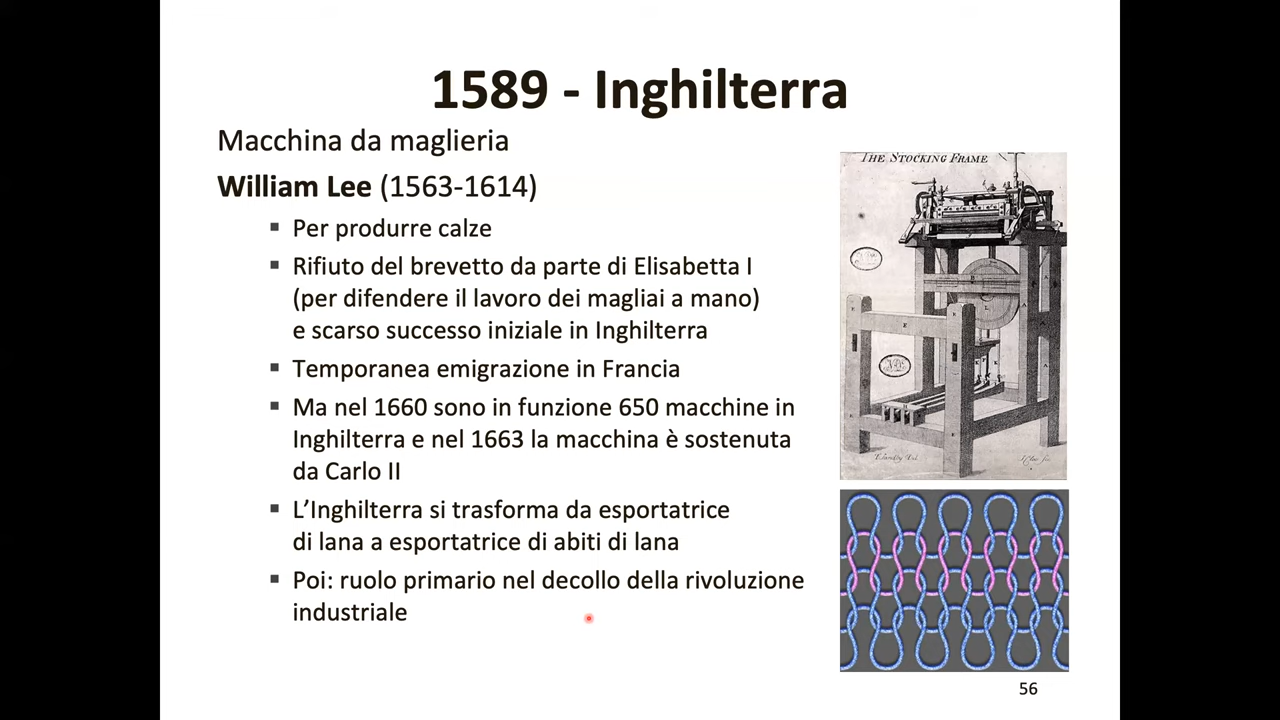 1589 - Inghilterra
Macchina da maglieria
William Lee (1563-1614)
▪ Per produrre calze
▪ Rifiuto del brevetto da parte di Elisabetta I
(per difendere il lavoro dei magliai a mano)
e scarso successo iniziale in Inghilterra
▪ Temporanea emigrazione in Francia
▪ Ma nel 1660 sono in funzione 650 macchine in
Inghilterra e nel 1663 la macchina è sostenuta
da Carlo II
▪ L’Inghilterra si trasforma da esportatrice
di lana a esportatrice di abiti di lana
▪ Poi: ruolo primario nel decollo della rivoluzione
industriale
THE STOCKING FRAME
56